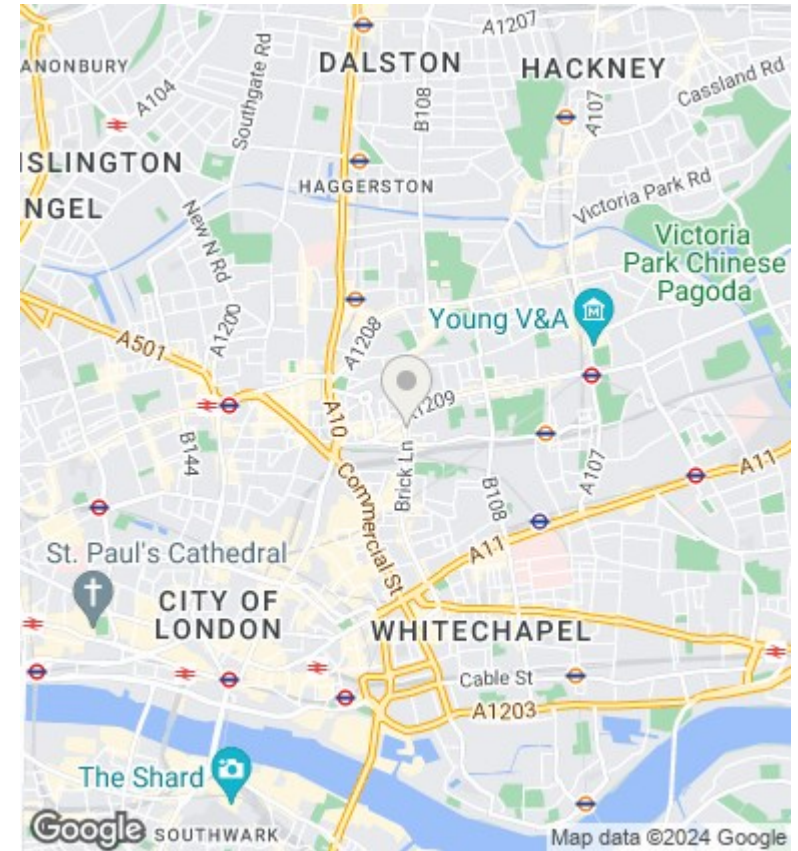 A1207
DALSTON
HACKNEY
ANONBURY
A104
Southgate Rd
B108
A107
Cassland Rd
ISLINGTON
HAGGERSTON
NGEL
New N Rd
Victoria Park Rd
Victoria
Park Chinese
Pagoda
Young V&A
A501
A1200
A1208
A10
A1209
B144
Commercial St
Brick Ln
B108
A107
A11
A11
St. Paul's Cathedral
CITY OF
LONDON
WHITECHAPEL
Cable St
A1203
The Shard
Google
SOUTHWARK
Map data ©2024 Google